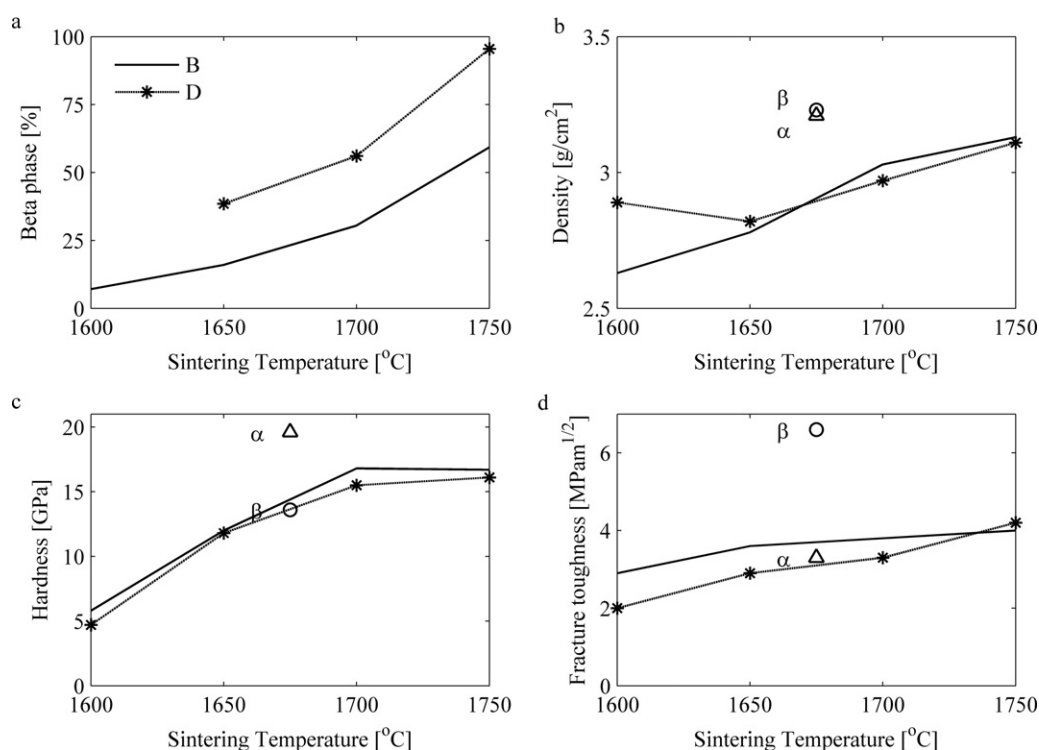 a
100
75
50
25
0
Beta phase [%]
B
D
1600
1650
1700
1750
Sintering Temperature [°C]
b
3.5
3
2.5
Density [g/cm²]
β
α
1600
1650
1700
1750
Sintering Temperature [°C]
c
20
15
10
5
0
Hardness [GPa]
α
β
1600
1650
1700
1750
Sintering Temperature [°C]
d
6
4
2
0
Fracture toughness [MPam^1/2]
β
α
1600
1650
1700
1750
Sintering Temperature [°C]